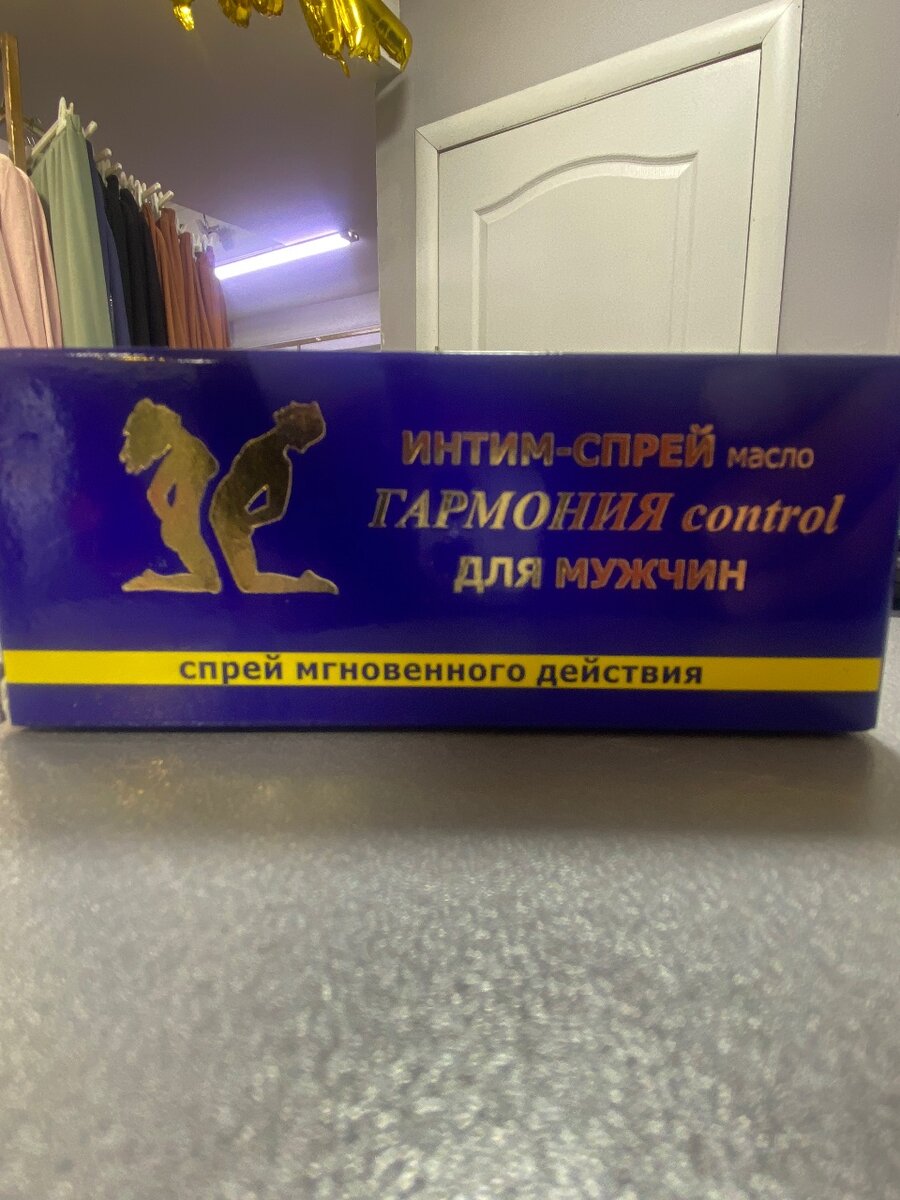 ИНТИМ-СПРЕЙ масло
ГАРМОНИЯ control
ДЛЯ МУЖЧИН
спрей мгновенного действия